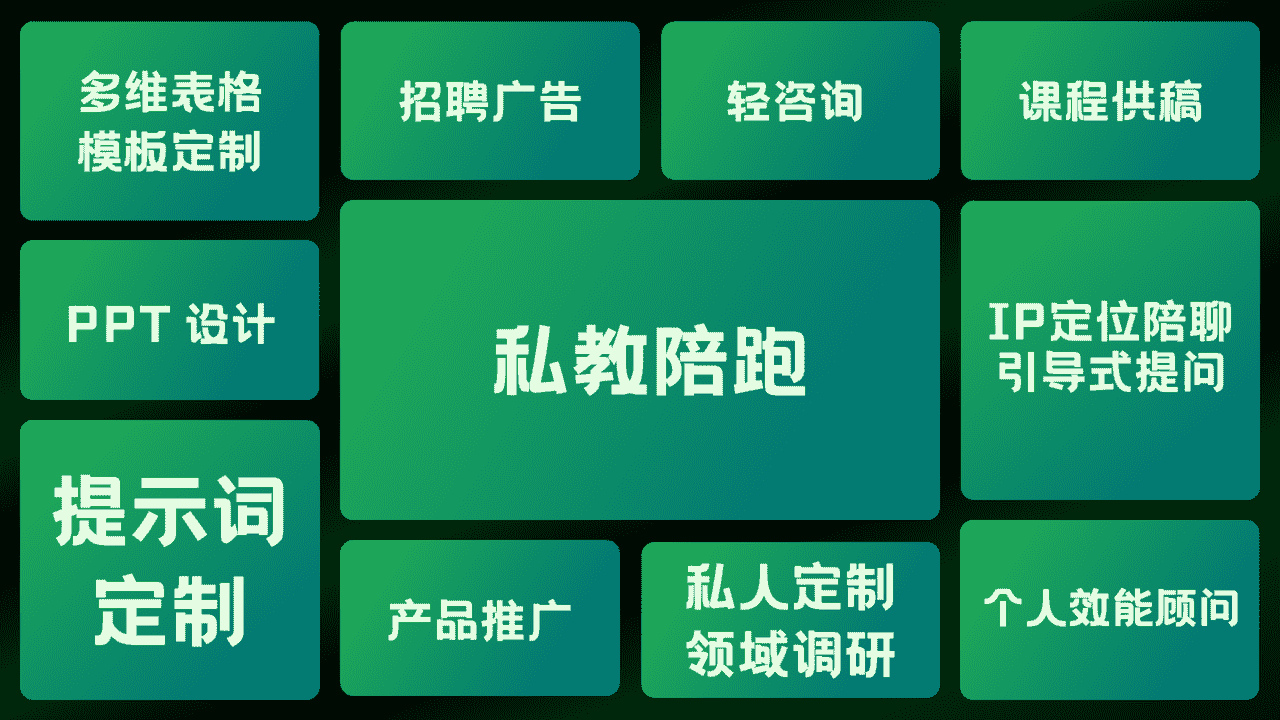 多维表格
模板定制
招聘广告
轻咨询
课程供稿
PPT 设计
私教陪跑
IP定位陪聊
引导式提问
提示词
定制
产品推广
私人定制
领域调研
个人效能顾问